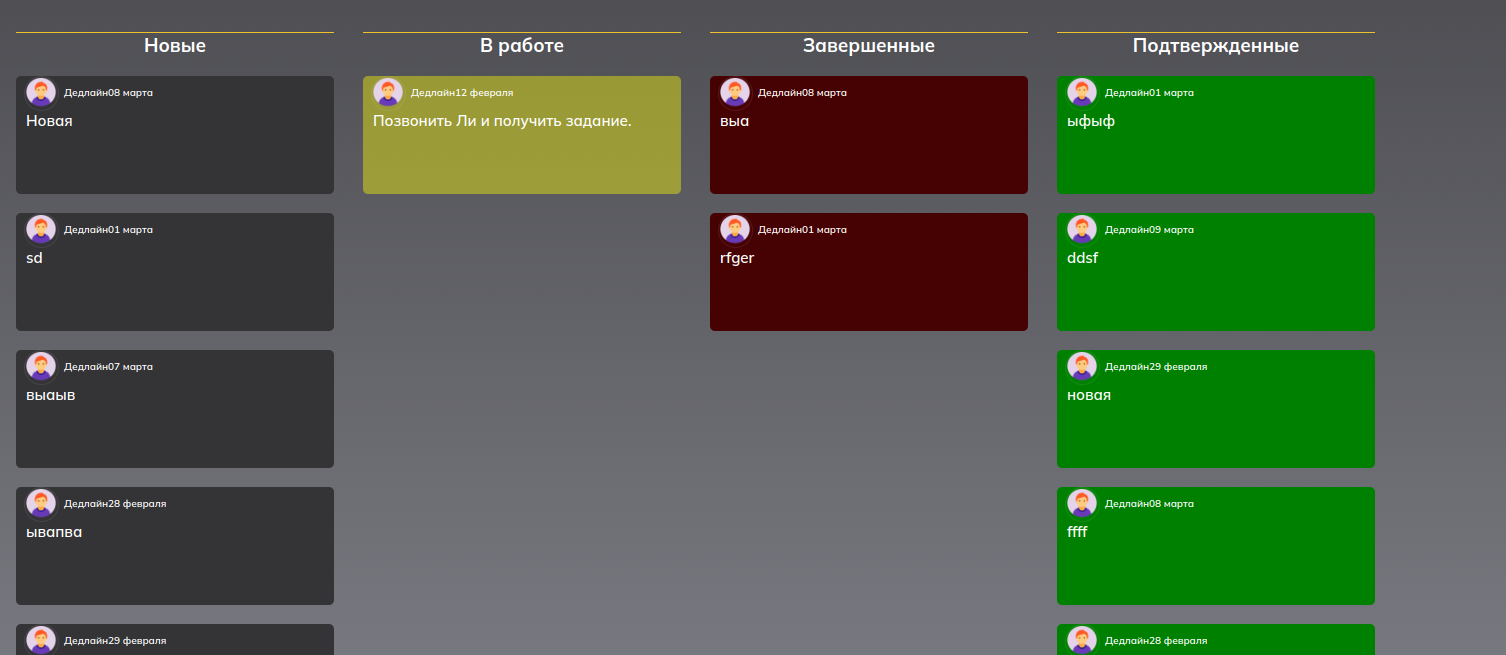 Новые
Дедлайн08 марта
Новая
Дедлайн01 марта
sd
Дедлайн07 марта
выаыв
Дедлайн28 февраля
ывапва
Дедлайн29 февраля
В работе
Дедлайн12 февраля
Позвонить Ли и получить задание.
Завершенные
Дедлайн08 марта
выа
Дедлайн01 марта
rfger
Подтвержденные
Дедлайн01 марта
ыфыф
Дедлайн09 марта
ddsf
Дедлайн29 февраля
новая
Дедлайн08 марта
ffff
Дедлайн28 февраля